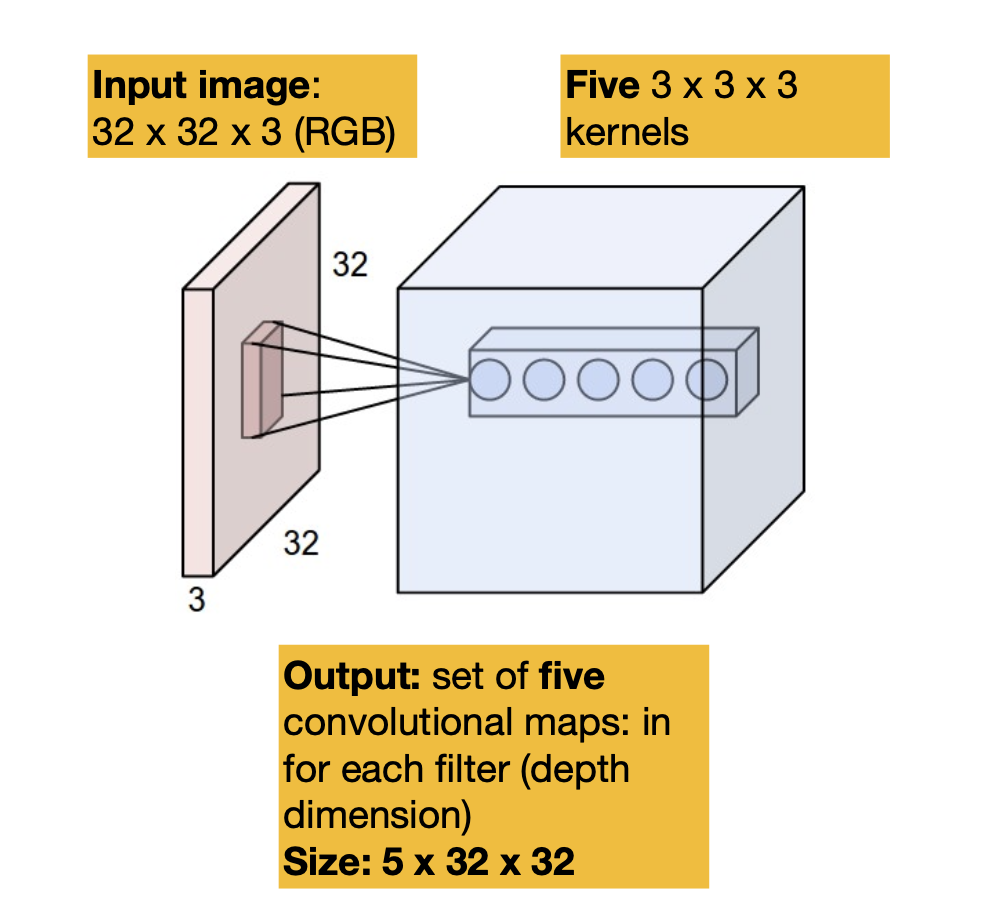 Input image:
32 x 32 x 3 (RGB)
Five 3 x 3 x 3
kernels
32
32
3
Output: set of five
convolutional maps: in
for each filter (depth
dimension)
Size: 5 x 32 x 32